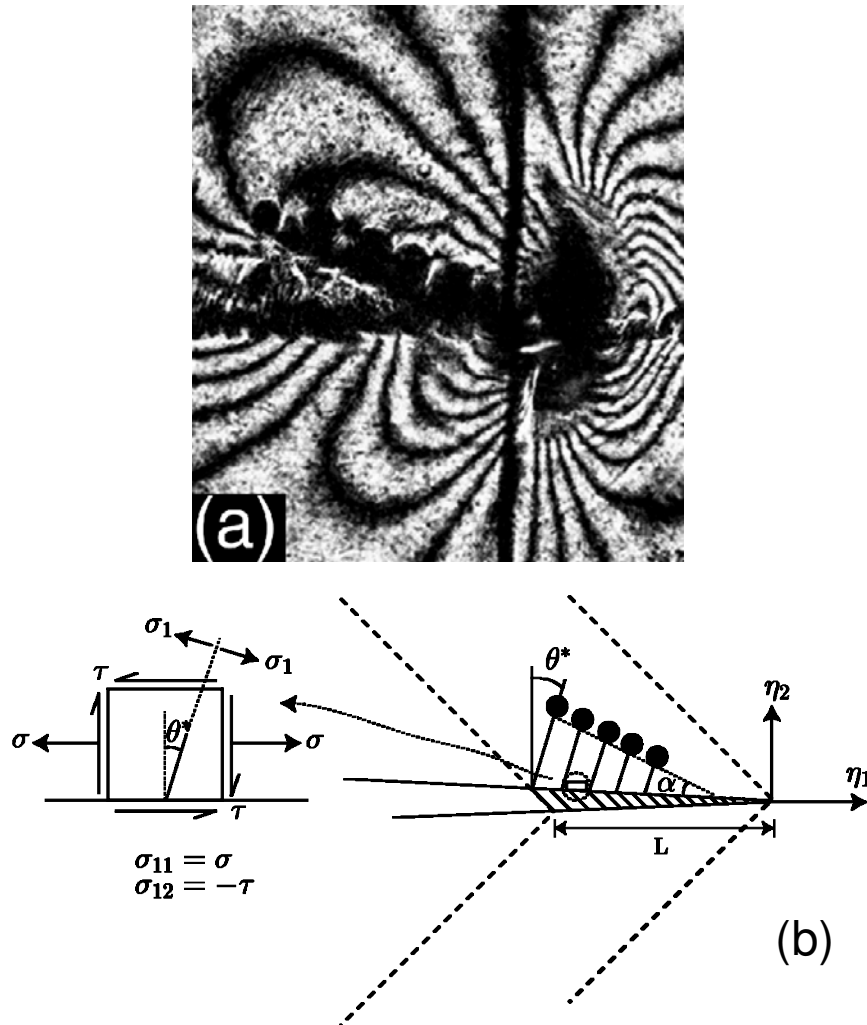 (a)
σ₁
σ₁
τ
θ*
σ
σ
τ
σ₁₁ = σ
σ₁₂ = -τ
θ*
η₂
η₁
α
L
(b)